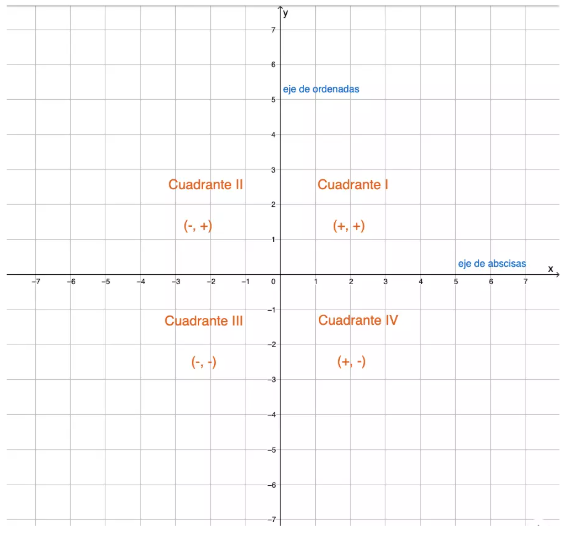 y
7
6
eje de ordenadas
5
4
3
Cuadrante II
Cuadrante I
2
(-, +)
(+, +)
1
eje de abscisas
x
−7 −6 −5 −4 −3 −2 −1 0 1 2 3 4 5 6 7
−1
Cuadrante III
Cuadrante IV
−2
(-, -)
(+, -)
−3
−4
−5
−6
−7